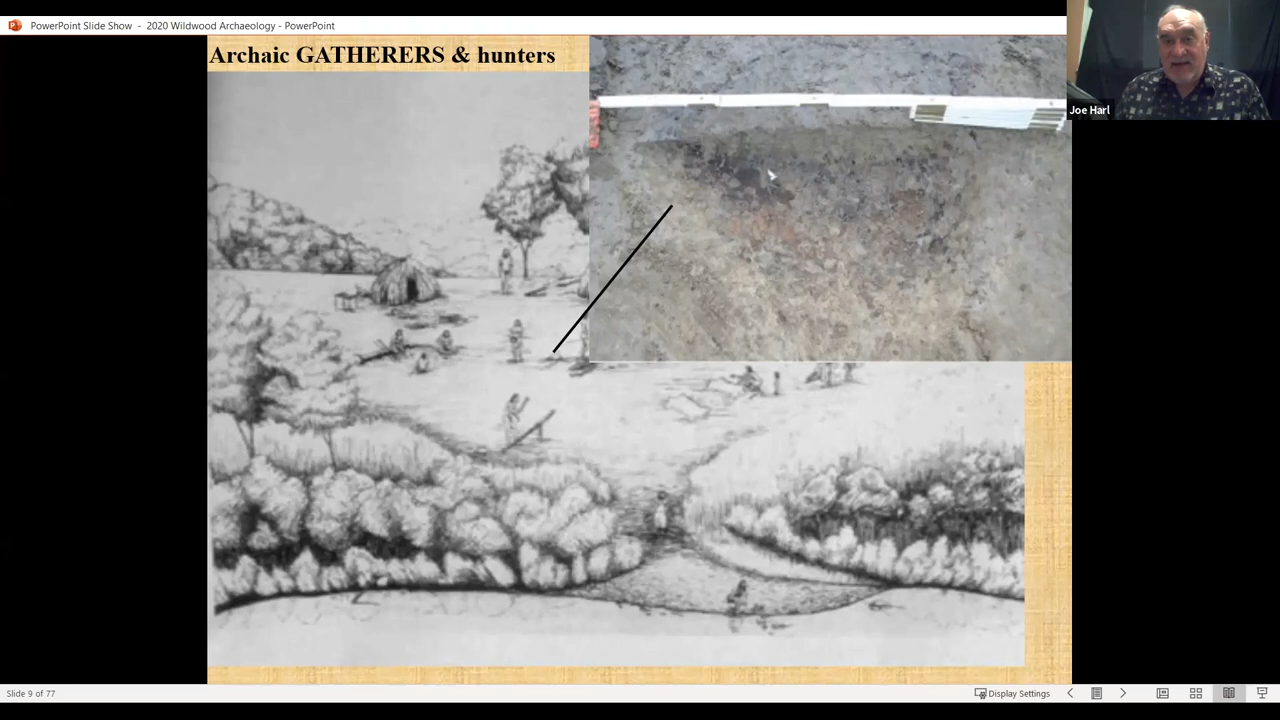 PowerPoint Slide Show - 2020 Wildwood Archaeology - PowerPoint
Archaic GATHERERS & hunters
Joe Harl
Slide 9 of 77
Display Settings